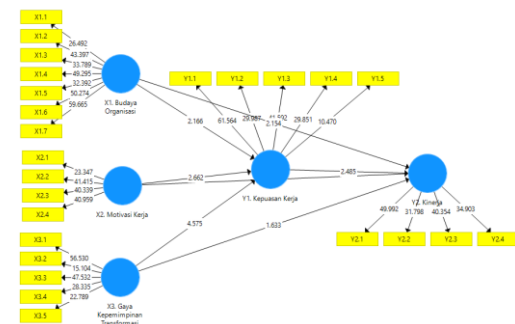 X1.1
X1.2
X1.3
X1.4
X1.5
X1.6
X1.7
26.492
43.397
33.789
49.295
32.392
50.274
59.665
X1. Budaya
Organisasi
Y1.1
Y1.2
Y1.3
Y1.4
Y1.5
61.564
29.987
2.154
29.851
10.470
2.166
X2.1
X2.2
X2.3
X2.4
23.347
41.415
40.339
40.959
X2. Motivasi Kerja
2.662
Y1. Kepuasan Kerja
2.485
Y2. Kinerja
4.575
1.633
49.992
31.798
40.354
34.903
Y2.1
Y2.2
Y2.3
Y2.4
X3.1
X3.2
X3.3
X3.4
X3.5
56.530
15.104
47.532
28.335
22.789
X3. Gaya
Kepemimpinan
Transformasi